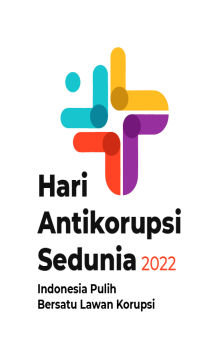 Hari
Antikorupsi
Sedunia 2022
Indonesia Pulih
Bersatu Lawan Korupsi